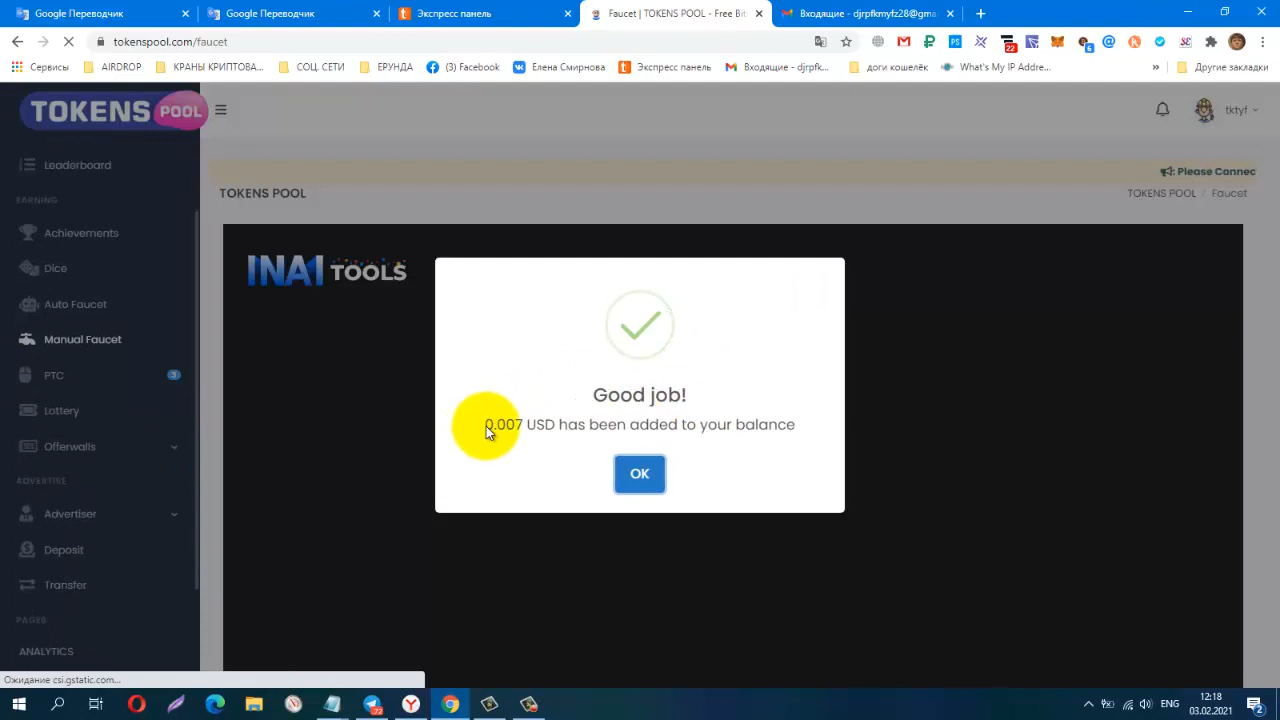 Google Переводчик
Google Переводчик
Экспресс панель
Faucet | TOKENS POOL - Free Bit
Входящие - djrpfkmyfz28@gma
tokenspool.com/faucet
22
6
Сервисы
AIRDROP
КРАНЫ КРИПТОВА...
СОЦ. СЕТИ
ЕРУНДА
(3) Facebook
Елена Смирнова
Экспресс панель
Входящие - djrpfk...
доги кошелёк
What's My IP Addre...
»
Другие закладки
TOKENS POOL
tktyf
Leaderboard
: Please Connec
EARNING
TOKENS POOL
TOKENS POOL / Faucet
Achievements
INAI TOOLS
Dice
Auto Faucet
Manual Faucet
PTC
3
Good job!
Lottery
0.007 USD has been added to your balance
Offerwalls
OK
ADVERTISE
Advertiser
Deposit
Transfer
PAGES
ANALYTICS
Ожидание csi.gstatic.com...
ENG
12:18
03.02.2021
2